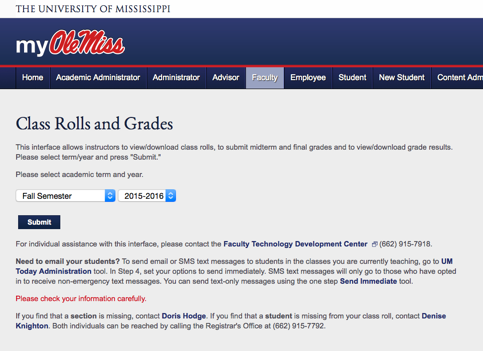 THE UNIVERSITY OF MISSISSIPPI
my Ole Miss
Home Academic Administrator Administrator Advisor Faculty Employee Student New Student Content Adm
Class Rolls and Grades
This interface allows instructors to view/download class rolls, to submit midterm and final grades and to view/download grade results.
Please select term/year and press "Submit."
Please select academic term and year.
Fall Semester 2015-2016
Submit
For individual assistance with this interface, please contact the Faculty Technology Development Center (662) 915-7918.
Need to email your students? To send email or SMS text messages to students in the classes you are currently teaching, go to UM
Today Administration tool. In Step 4, set your options to send immediately. SMS text messages will only go to those who have opted
in to receive non-emergency text messages. You can send text-only messages using the one step Send Immediate tool.
Please check your information carefully.
If you find that a section is missing, contact Doris Hodge. If you find that a student is missing from your class roll, contact Denise
Knighton. Both individuals can be reached by calling the Registrar's Office at (662) 915-7792.